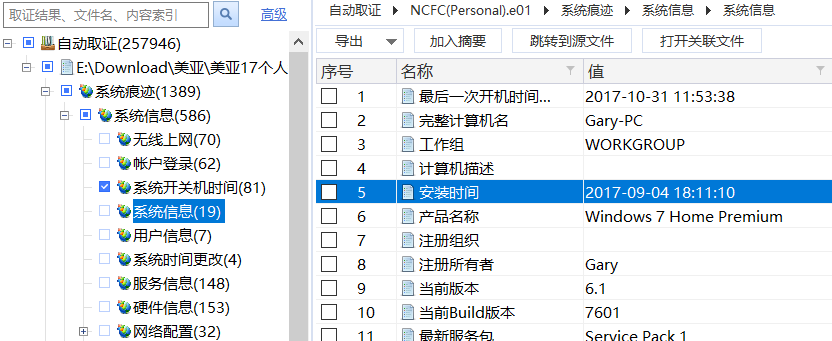 取证结果、文件名、内容索引
高级
自动取证(257946)
E:\Download\美亚\美亚17个人
系统痕迹(1389)
系统信息(586)
无线上网(70)
帐户登录(62)
系统开关机时间(81)
系统信息(19)
用户信息(7)
系统时间更改(4)
服务信息(148)
硬件信息(153)
网络配置(32)
自动取证 NCFC(Personal).e01 系统痕迹 系统信息 系统信息
导出 加入摘要 跳转到源文件 打开关联文件
序号 名称 值
1 最后一次开机时间... 2017-10-31 11:53:38
2 完整计算机名 Gary-PC
3 工作组 WORKGROUP
4 计算机描述
5 安装时间 2017-09-04 18:11:10
6 产品名称 Windows 7 Home Premium
7 注册组织
8 注册所有者 Gary
9 当前版本 6.1
10 当前Build版本 7601
11 最新服务包 Service Pack 1